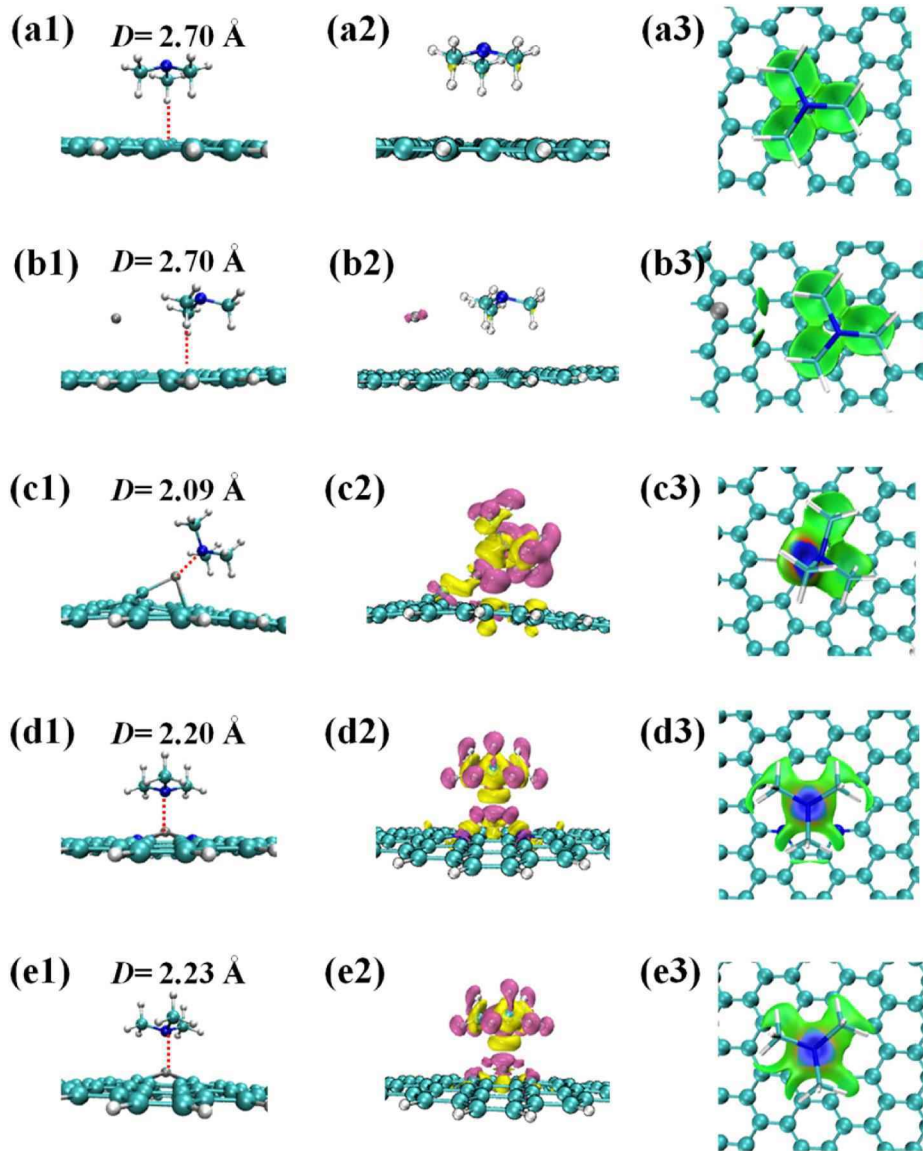 (a1) D= 2.70 Å (a2) (a3)
(b1) D= 2.70 Å (b2) (b3)
(c1) D= 2.09 Å (c2) (c3)
(d1) D= 2.20 Å (d2) (d3)
(e1) D= 2.23 Å (e2) (e3)